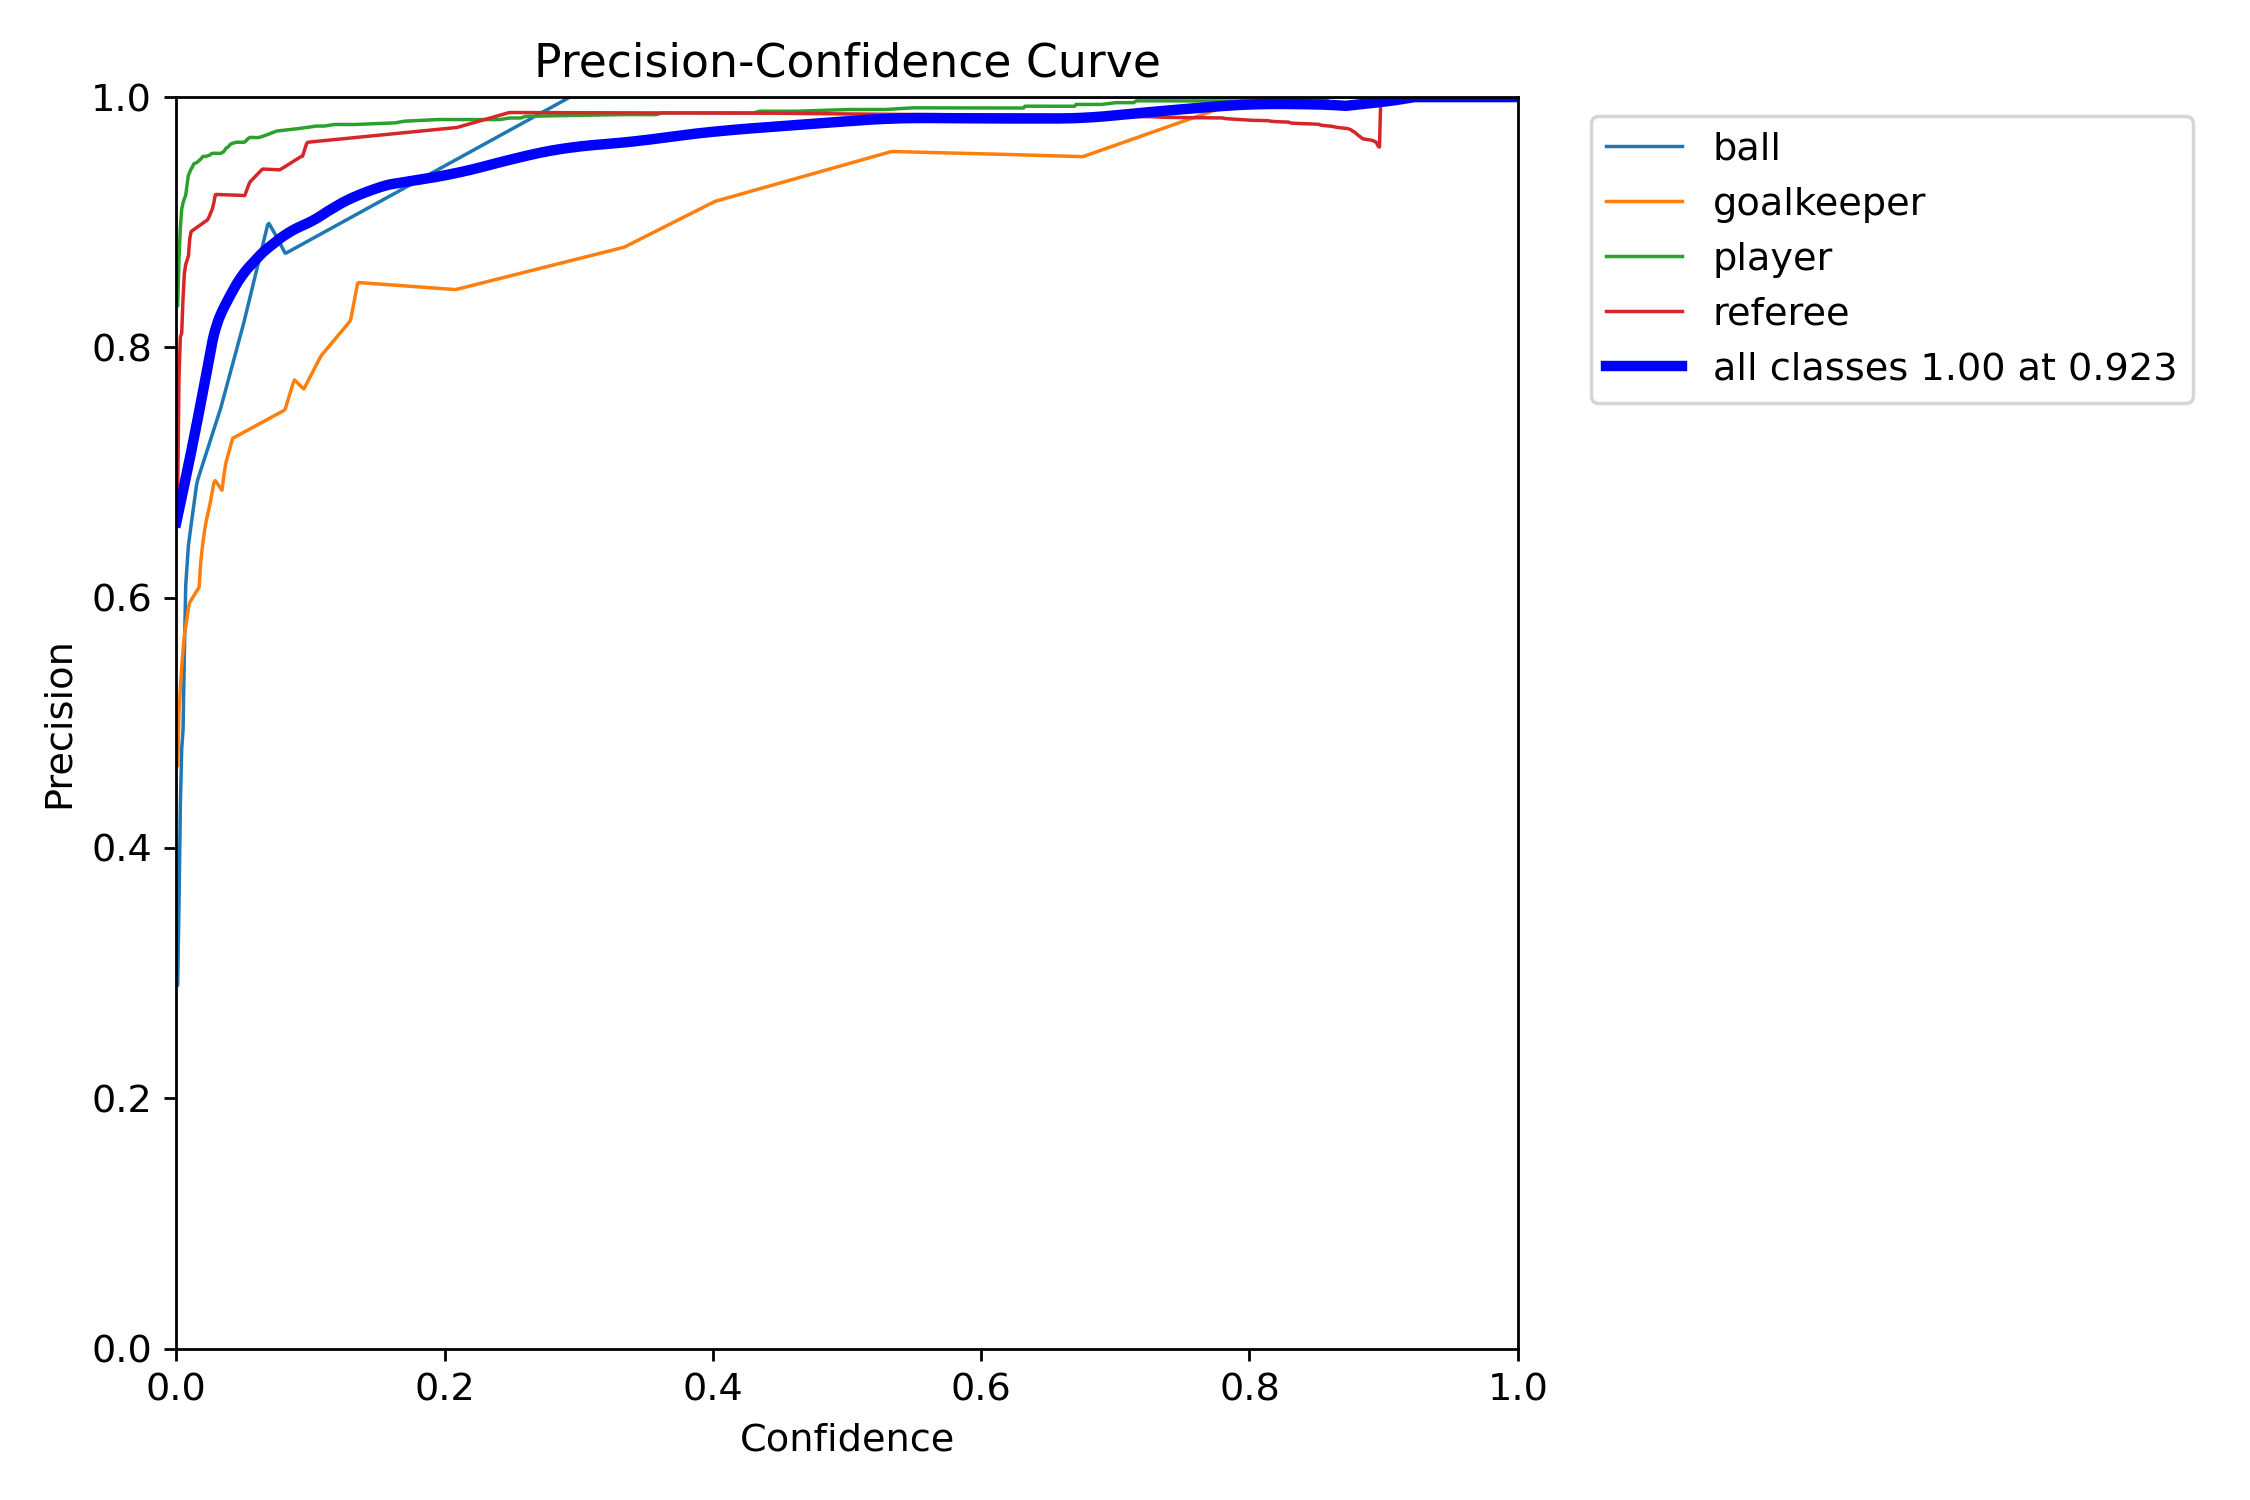 Precision-Confidence Curve
1.0
0.8
0.6
0.4
0.2
0.0
Precision
0.0 0.2 0.4 0.6 0.8 1.0
Confidence
ball
goalkeeper
player
referee
all classes 1.00 at 0.923